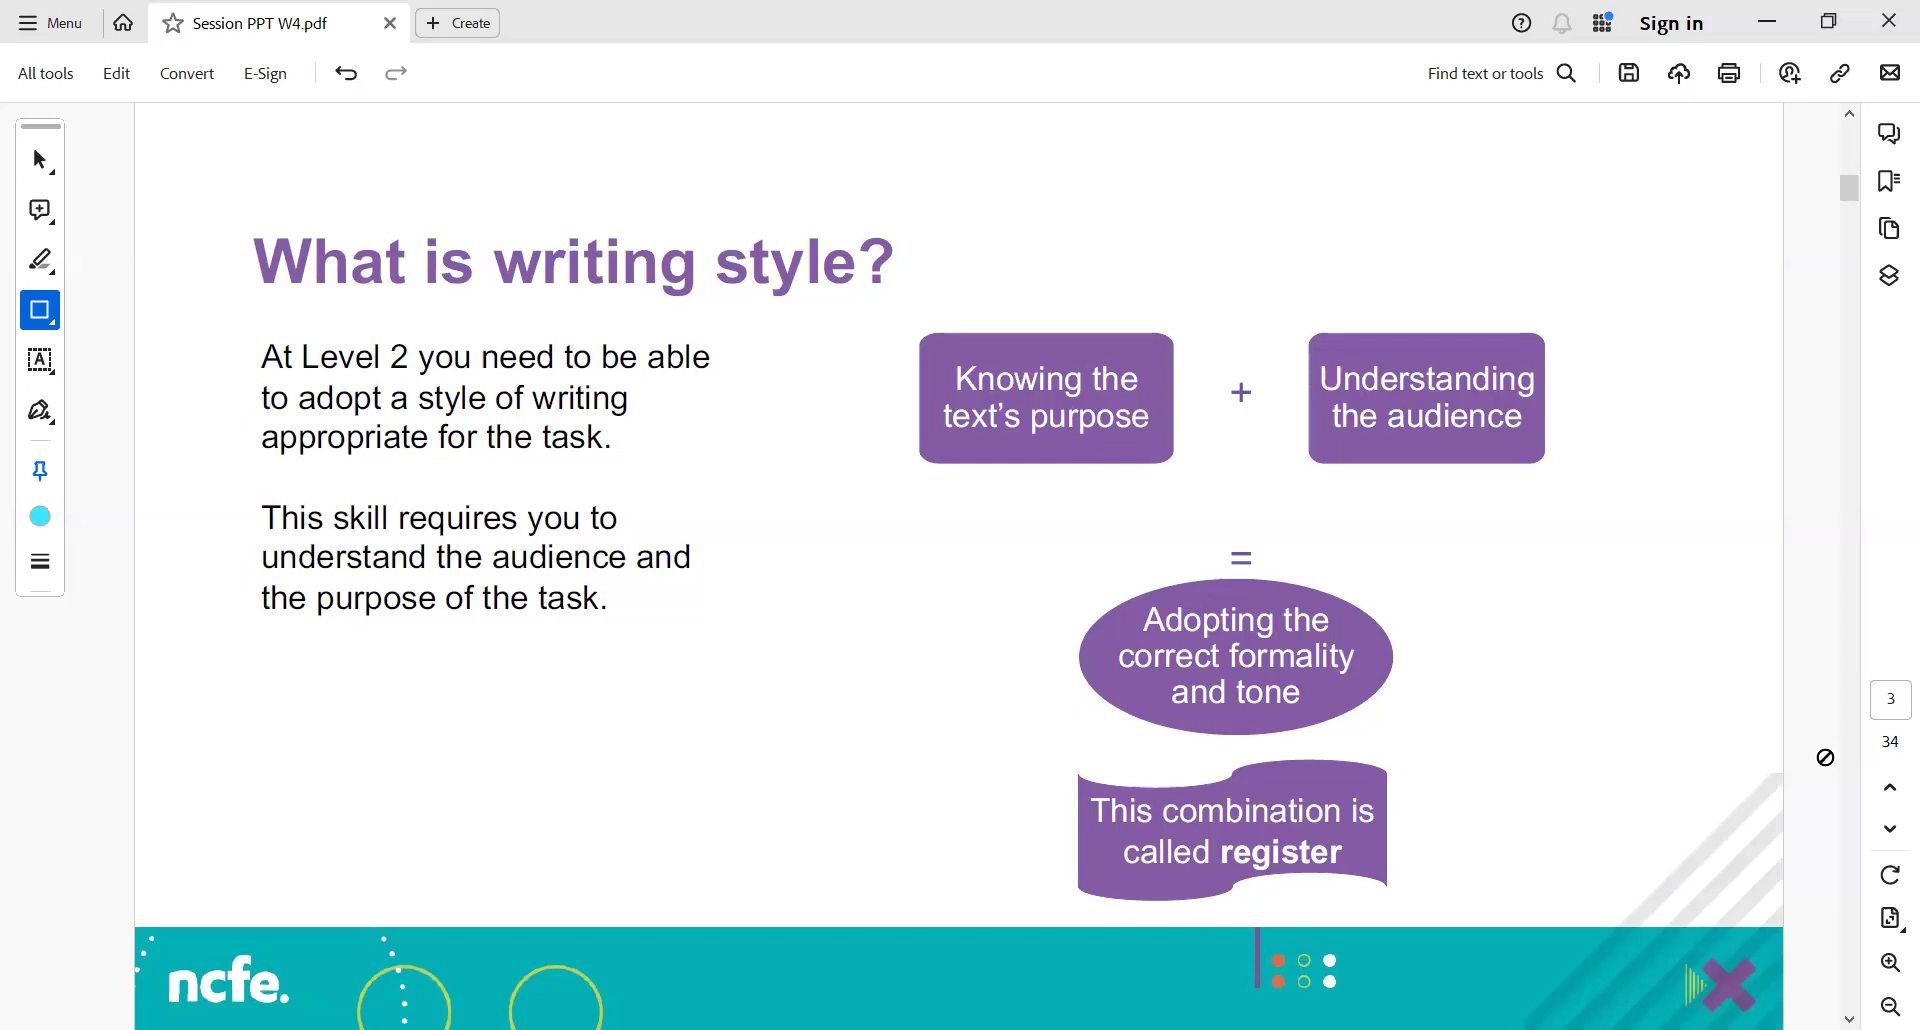 Menu
Session PPT W4.pdf
Create
Sign in
All tools
Edit
Convert
E-Sign
Find text or tools
What is writing style?
At Level 2 you need to be able
to adopt a style of writing
appropriate for the task.
This skill requires you to
understand the audience and
the purpose of the task.
Knowing the
text’s purpose
+
Understanding
the audience
=
Adopting the
correct formality
and tone
This combination is
called register
3
34
ncfe.